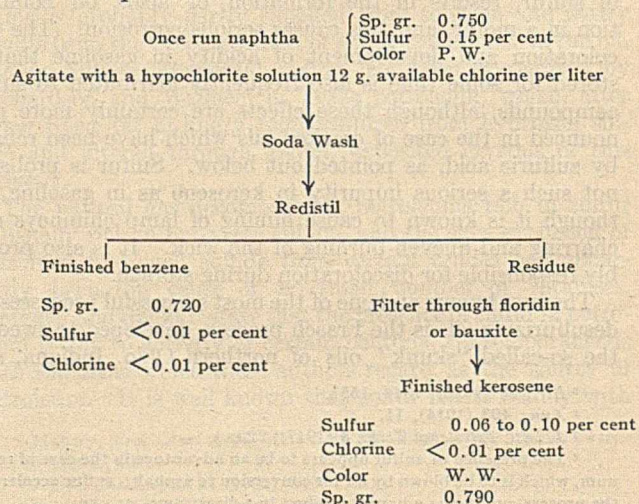 Once run naphtha { Sp. gr. 0.750
Sulfur 0.15 per cent
Color P. W.
Agitate with a hypochlorite solution 12 g. available chlorine per liter
Soda Wash
Redistil
Finished benzene
Residue
Sp. gr. 0.720
Sulfur <0.01 per cent
Chlorine <0.01 per cent
Filter through floridin
or bauxite
Finished kerosene
Sulfur 0.06 to 0.10 per cent
Chlorine <0.01 per cent
Color W. W.
Sp. gr. 0.790